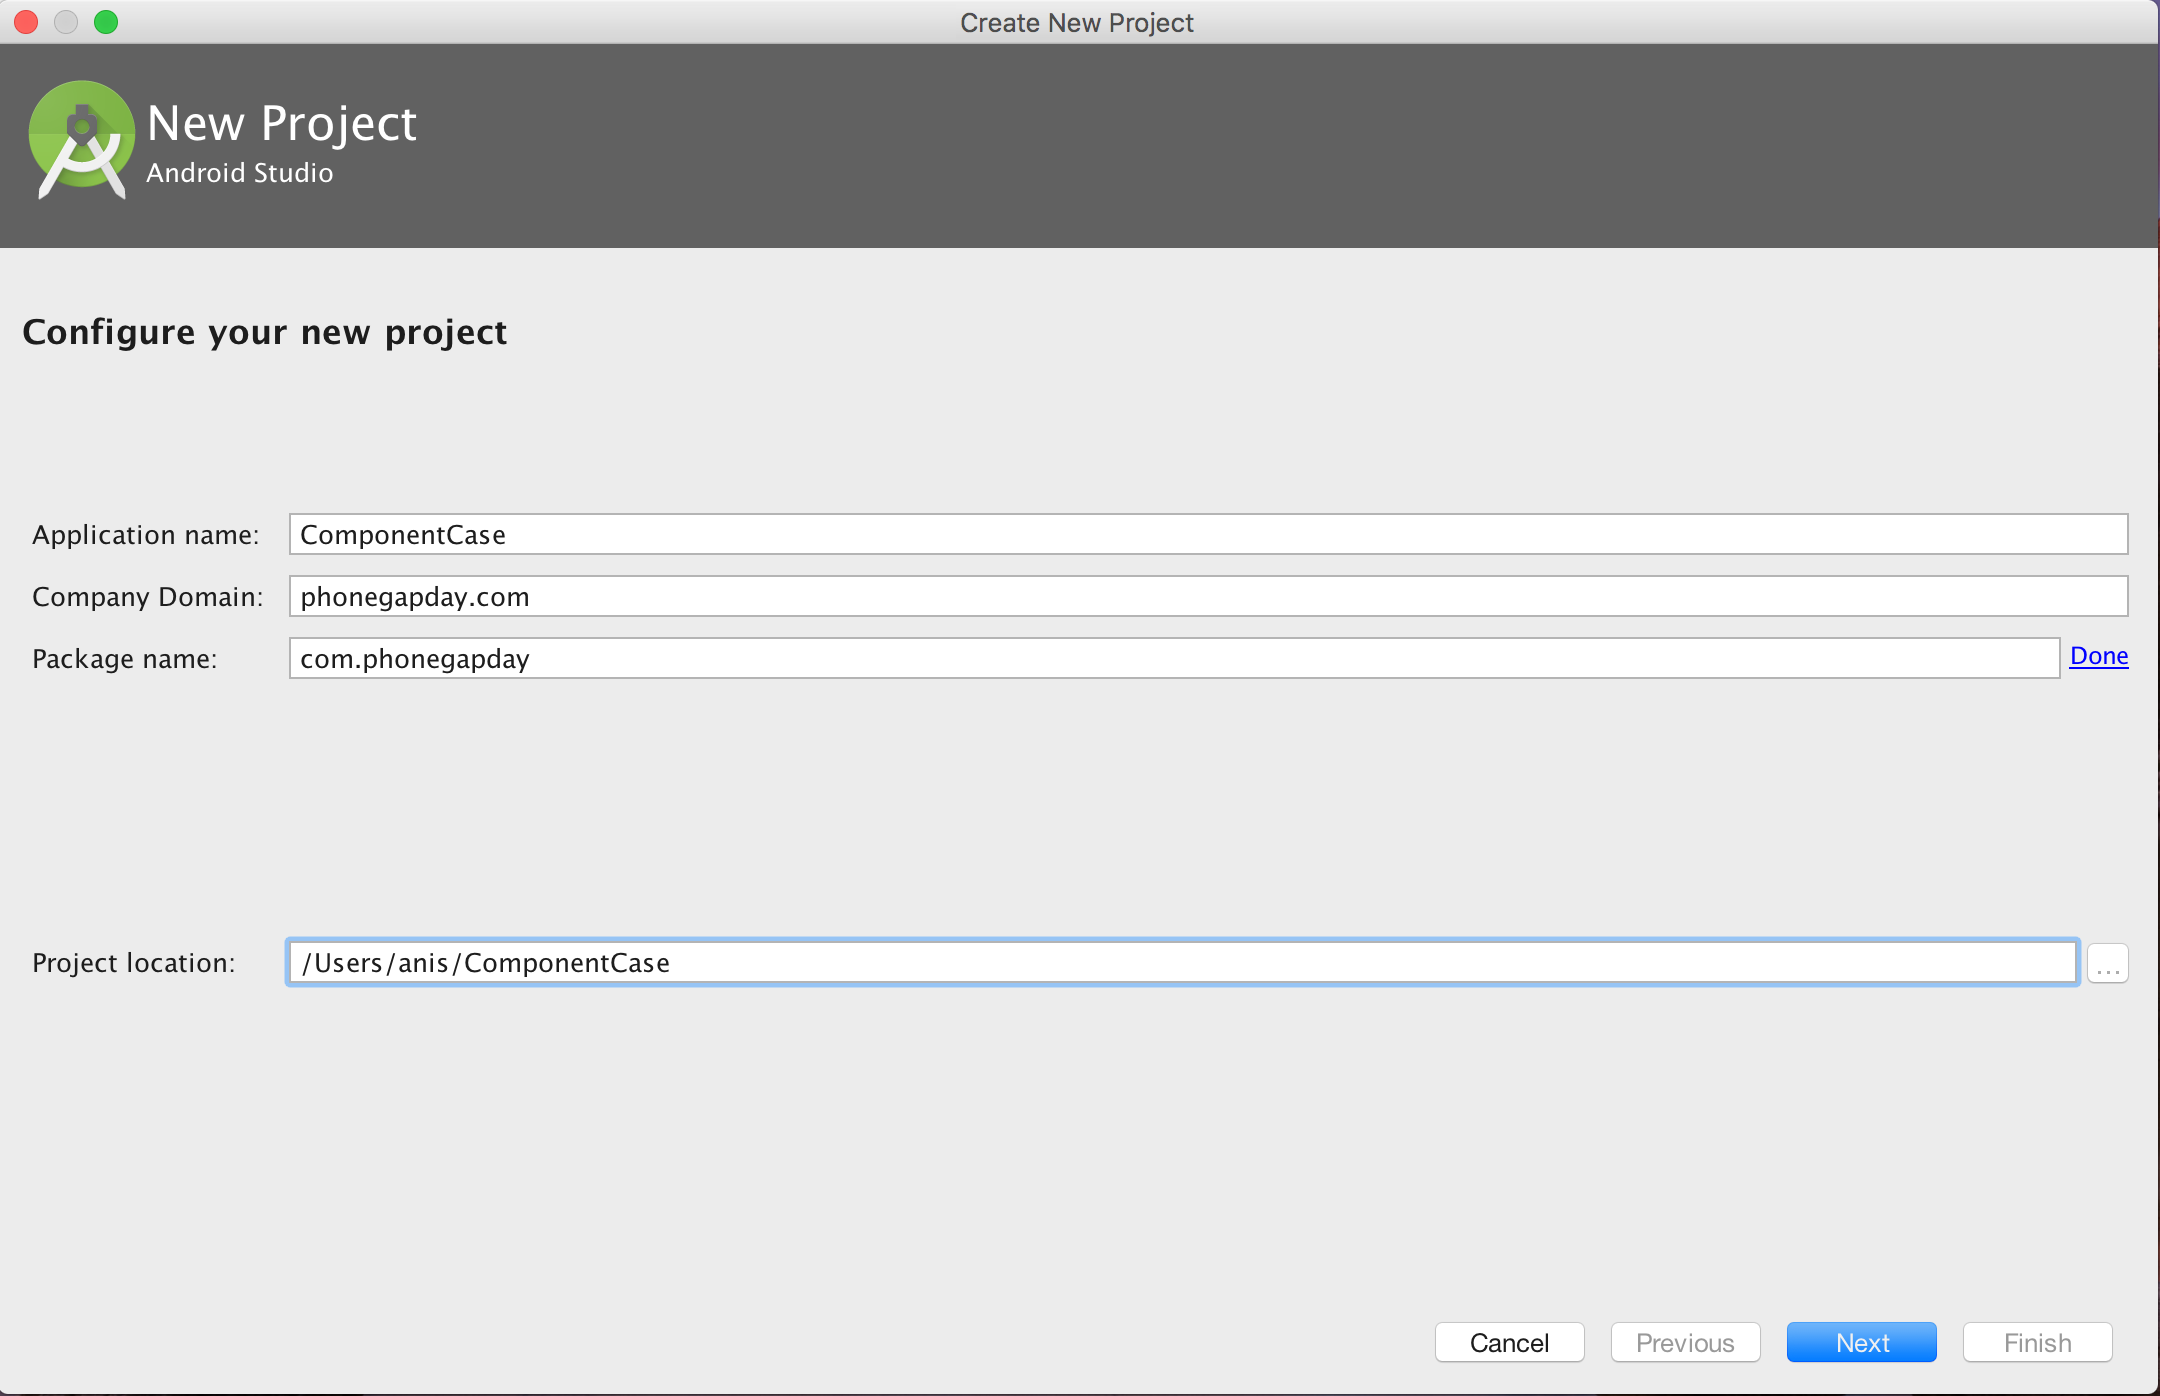 Create New Project
New Project
Android Studio
Configure your new project
Application name: ComponentCase
Company Domain: phonegapday.com
Package name: com.phonegapday Done
Project location: /Users/anis/ComponentCase ...
Cancel Previous Next Finish